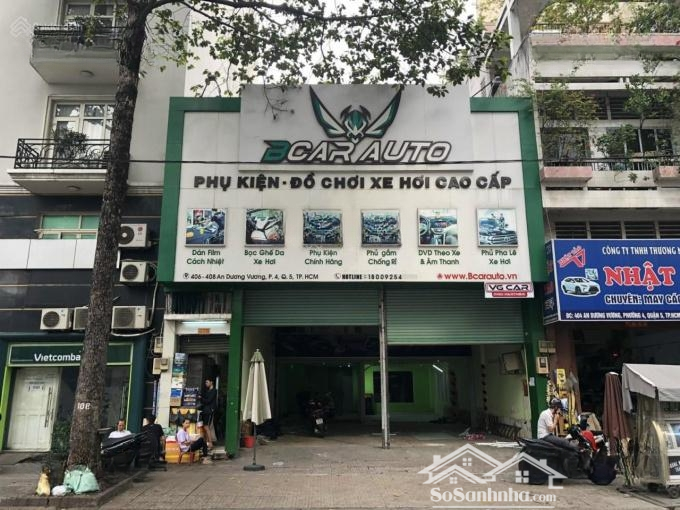 BCAR AUTO
PHỤ KIỆN - ĐỒ CHƠI XE HƠI CAO CẤP
Dán Film
Cách Nhiệt
Bọc Ghế Da
Xe Hơi
Phụ Kiện
Chính Hãng
Phủ gầm
Chống Rỉ
DVD Theo Xe
& Âm Thanh
Phủ Pha Lê
Xe Hơi
406-408 An Dương Vương, P. 4, Q. 5, TP. HCM
HOTLINE
18009254
www.Bcarauto.vn
VG CAR
CÔNG TY TNHH THƯƠNG
NHẬT
CHUYÊN: MAY
ĐC: 404 AN DƯƠNG VƯƠNG, PHƯỜNG 4, QUẬN 5, TP.HCM
Vietcomba
108
SoSanhnha.com